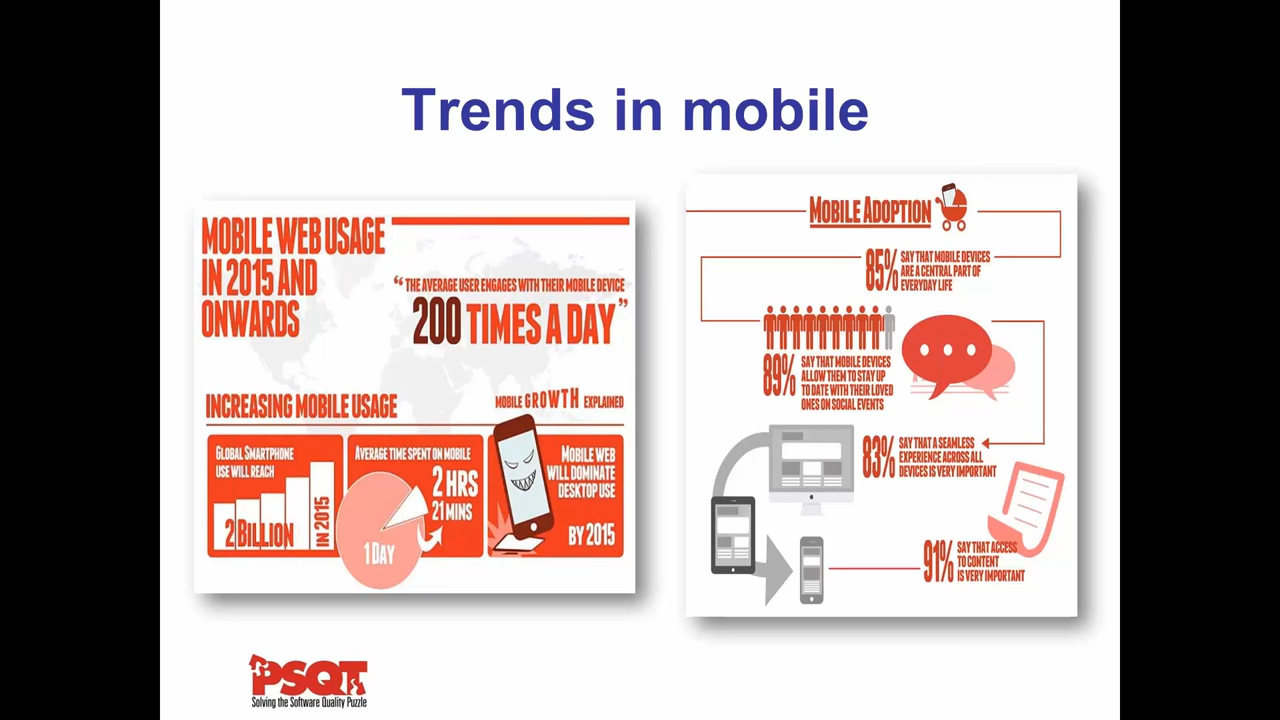 Trends in mobile
MOBILE WEB USAGE
IN 2015 AND
ONWARDS
“ THE AVERAGE USER ENGAGES WITH THEIR MOBILE DEVICE
200 TIMES A DAY ”
INCREASING MOBILE USAGE
MOBILE GROWTH EXPLAINED
GLOBAL SMARTPHONE
USE WILL REACH
2 BILLION
IN 2015
AVERAGE TIME SPENT ON MOBILE
2 HRS
21 MINS
1 DAY
MOBILE WEB
WILL DOMINATE
DESKTOP USE
BY 2015
MOBILE ADOPTION
85% SAY THAT MOBILE DEVICES
ARE A CENTRAL PART OF
EVERYDAY LIFE
89% SAY THAT MOBILE DEVICES
ALLOW THEM TO STAY UP
TO DATE WITH THEIR LOVED
ONES ON SOCIAL EVENTS
83% SAY THAT A SEAMLESS
EXPERIENCE ACROSS ALL
DEVICES IS VERY IMPORTANT
91% SAY THAT ACCESS
TO CONTENT
IS VERY IMPORTANT
PSQT
Solving the Software Quality Puzzle